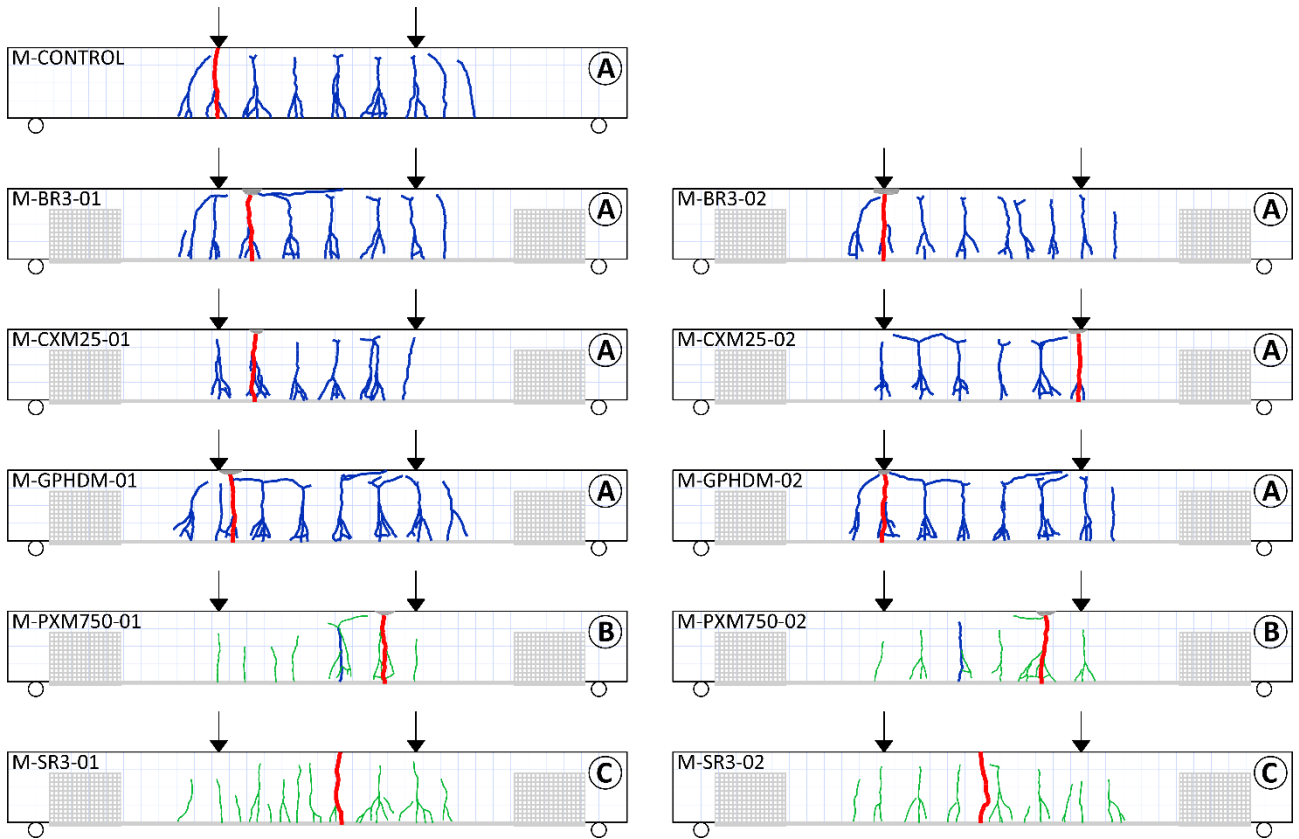 M-CONTROL A
M-BR3-01 A
M-BR3-02 A
M-CXM25-01 A
M-CXM25-02 A
M-GPHDM-01 A
M-GPHDM-02 A
M-PXM750-01 B
M-PXM750-02 B
M-SR3-01 C
M-SR3-02 C